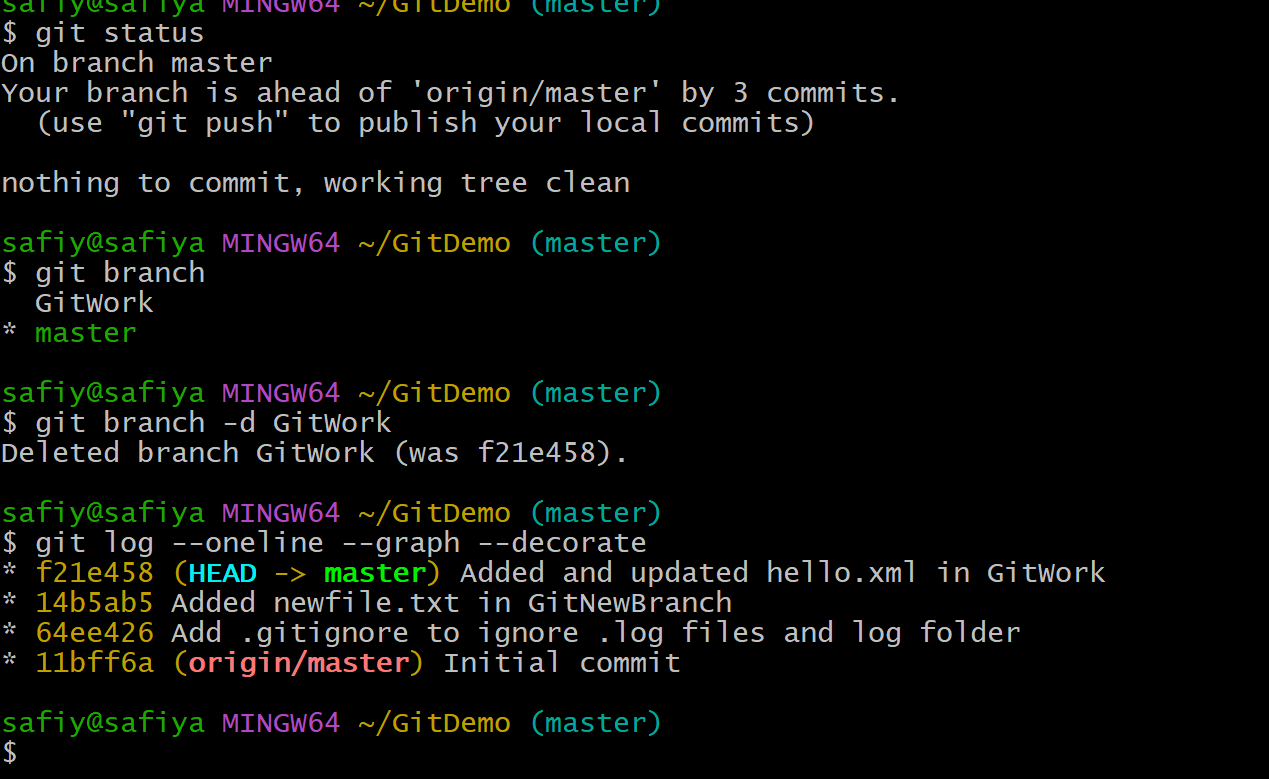 safiy@safiya MINGW64 ~/GitDemo (master)
$ git status
On branch master
Your branch is ahead of 'origin/master' by 3 commits.
  (use "git push" to publish your local commits)

nothing to commit, working tree clean

safiy@safiya MINGW64 ~/GitDemo (master)
$ git branch
  GitWork
* master

safiy@safiya MINGW64 ~/GitDemo (master)
$ git branch -d GitWork
Deleted branch GitWork (was f21e458).

safiy@safiya MINGW64 ~/GitDemo (master)
$ git log --oneline --graph --decorate
* f21e458 (HEAD -> master) Added and updated hello.xml in GitWork
* 14b5ab5 Added newfile.txt in GitNewBranch
* 64ee426 Add .gitignore to ignore .log files and log folder
* 11bff6a (origin/master) Initial commit

safiy@safiya MINGW64 ~/GitDemo (master)
$